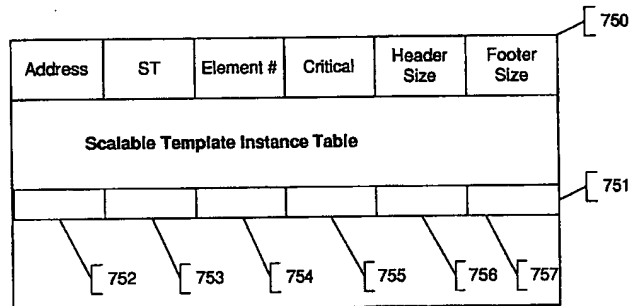 750
Address ST Element # Critical Header Size Footer Size
Scalable Template Instance Table
751
752 753 754 755 756 757